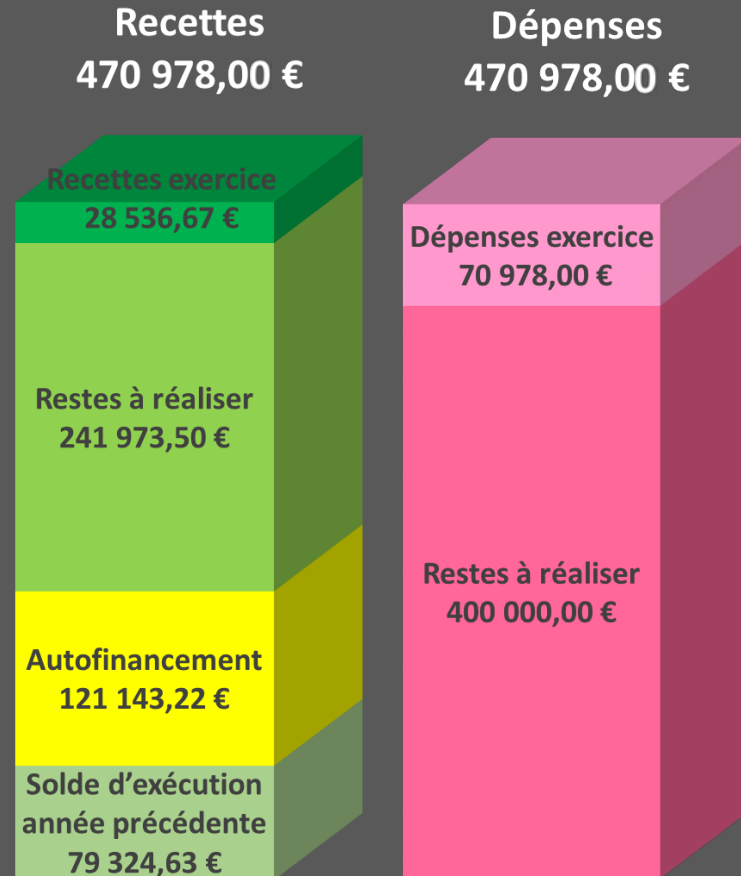 Recettes
470 978,00 €
Recettes exercice
28 536,67 €
Restes à réaliser
241 973,50 €
Autofinancement
121 143,22 €
Solde d’exécution
année précédente
79 324,63 €
Dépenses
470 978,00 €
Dépenses exercice
70 978,00 €
Restes à réaliser
400 000,00 €